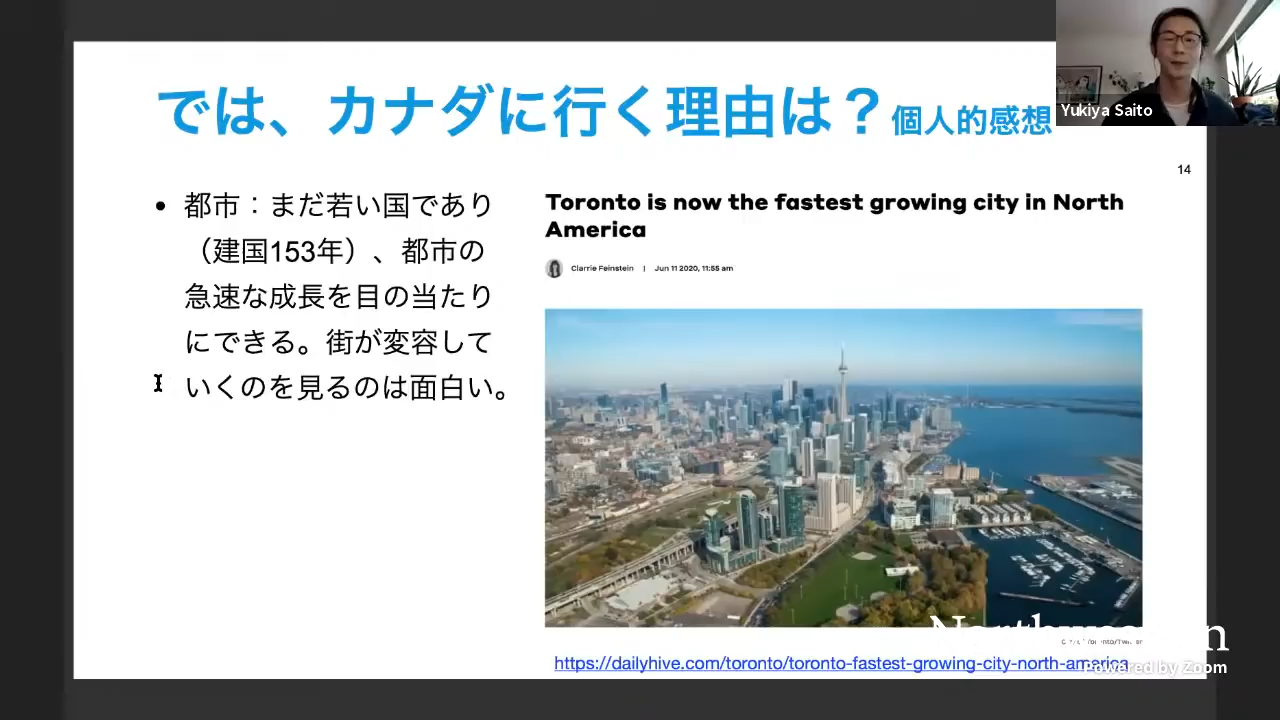 では、カナダに行く理由は？個人的感想
Yukiya Saito
14
• 都市：まだ若い国であり
（建国153年）、都市の
急速な成長を目の当たり
にできる。街が変容して
いくのを見るのは面白い。
Toronto is now the fastest growing city in North
America
Clarrie Feinstein | Jun 11 2020, 11:55 am
https://dailyhive.com/toronto/toronto-fastest-growing-city-north-america
Northwestern
Powered by Zoom